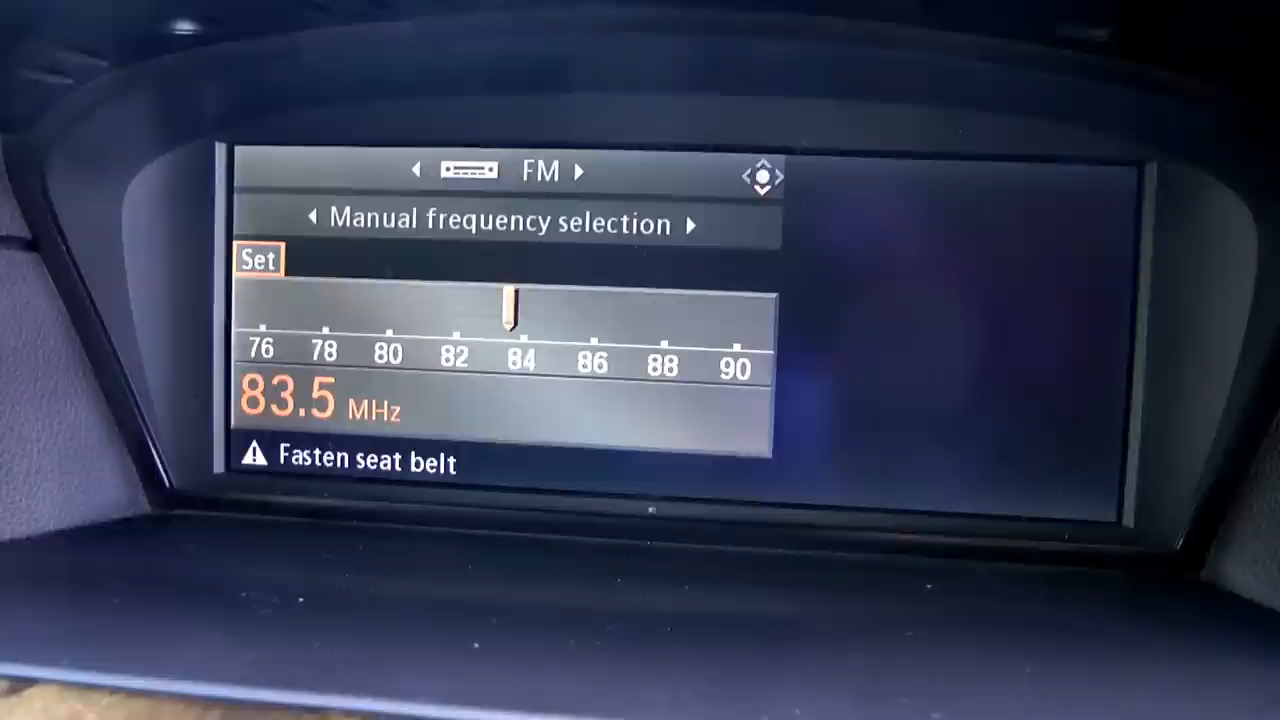 FM
Manual frequency selection
Set
76 78 80 82 84 86 88 90
83.5 MHz
Fasten seat belt